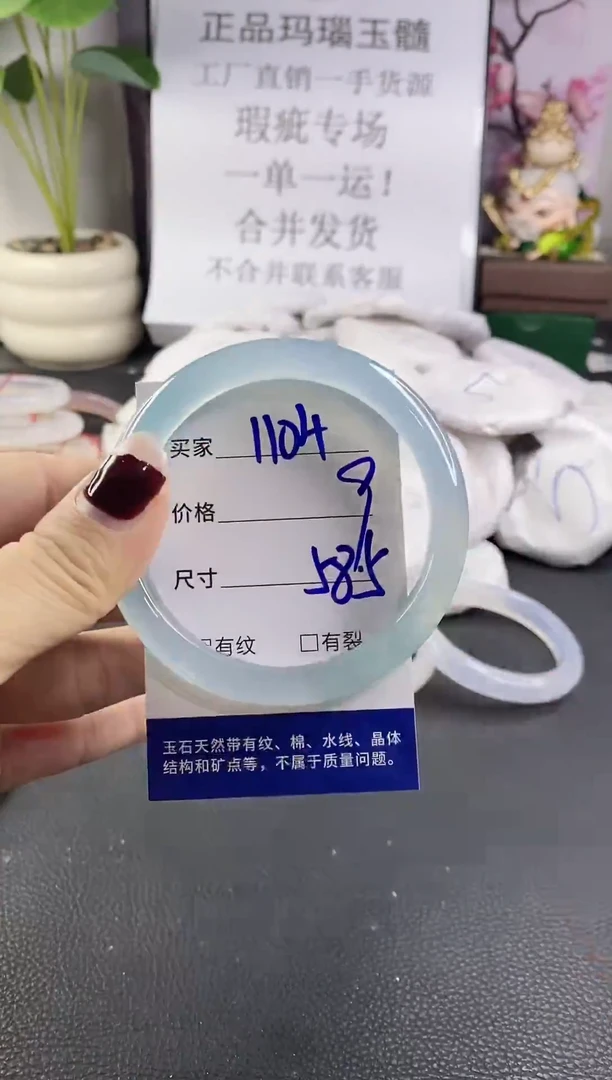 正品玛瑙玉髓
工厂直销一手货源
瑕疵专场
一单一运！
合并发货
不合并联系客服
买家 1104
价格
尺寸 58.5
□有纹 □有裂
玉石天然带有纹、棉、水线、晶体
结构和矿点等，不属于质量问题。